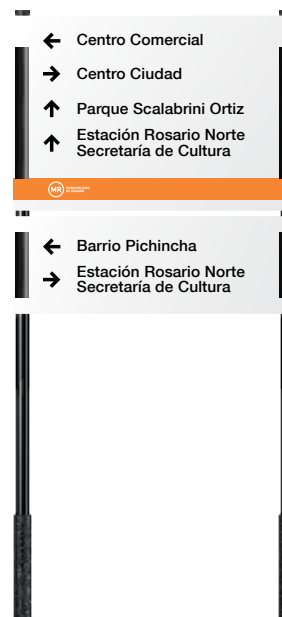 ← Centro Comercial
→ Centro Ciudad
↑ Parque Scalabrini Ortiz
↑ Estación Rosario Norte
Secretaría de Cultura
MR
← Barrio Pichincha
→ Estación Rosario Norte
Secretaría de Cultura